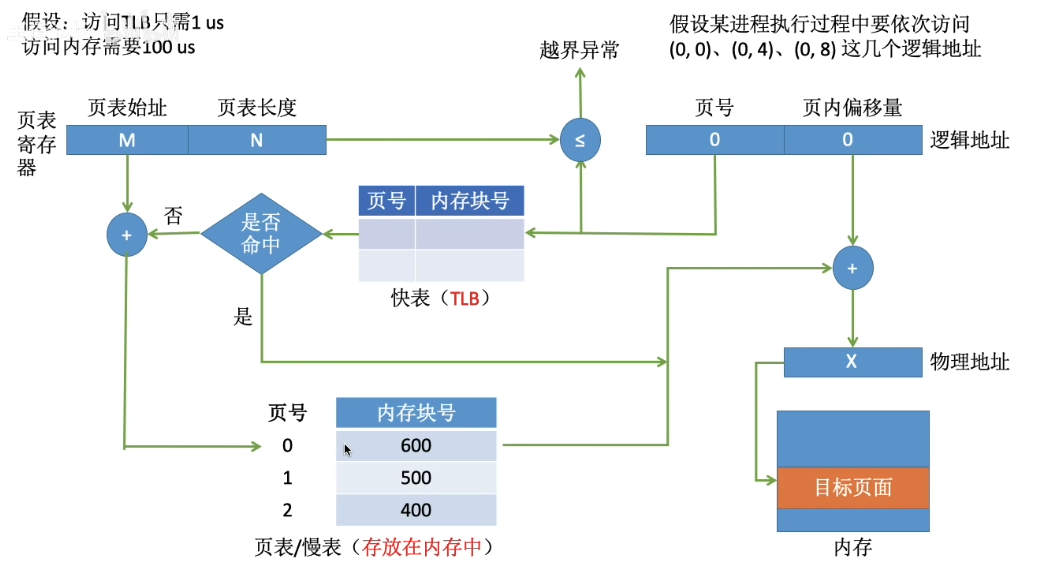 假设：访问TLB只需1 us
访问内存需要100 us
假设某进程执行过程中要依次访问
(0, 0)、(0, 4)、(0, 8) 这几个逻辑地址
越界异常
页表始址
页表长度
页号
页内偏移量
页表
寄存
器
M
N
≤
0
0
逻辑地址
页号
内存块号
是否
命中
否
+
+
快表（TLB）
是
X
物理地址
页号
内存块号
0
600
1
500
2
400
目标页面
页表/慢表（存放在内存中）
内存